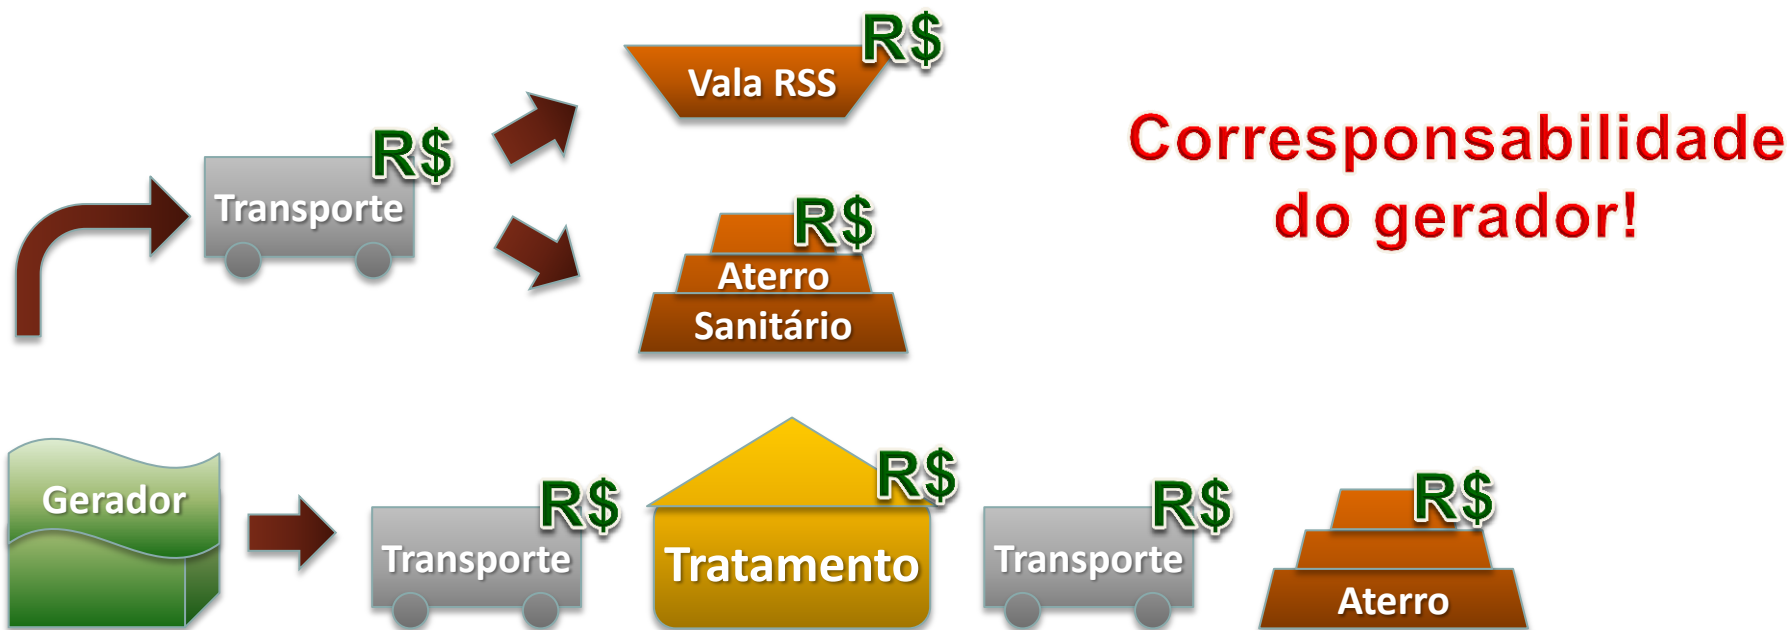 R$
Vala RSS
Corresponsabilidade
do gerador!
R$
Transporte
R$
Aterro
Sanitário
Gerador
R$
Transporte
R$
Tratamento
R$
Transporte
R$
Aterro